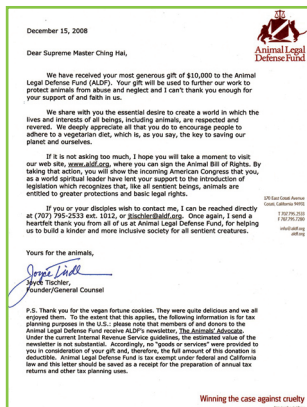 December 15, 2008
Animal Legal
Defense Fund
Dear Supreme Master Ching Hai,
We have received your most generous gift of $10,000 to the Animal
Legal Defense Fund (ALDF). Your gift will be used to further our work to
protect animals from abuse and neglect and I can't thank you enough for
your support of and faith in us.
We share with you the essential desire to create a world in which the
lives and interests of all beings, including animals, are respected and
revered. We deeply appreciate all that you do to encourage people to
adhere to a vegetarian diet, which is, as you say, the key to saving our
planet and ourselves.
If it is not asking too much, I hope you will take a moment to visit
our web site, www.aldf.org, where you can sign the Animal Bill of Rights. By
taking that action, you will show the incoming American Congress that you,
as a world spiritual leader have lent your support to the introduction of
legislation which recognizes that, like all sentient beings, animals are
entitled to greater protections and basic legal rights.
If you or your disciples wish to contact me, I can be reached directly
at (707) 795-2533 ext. 1012, or jtischler@aldf.org. Once again, I send a
heartfelt thank you from all of us at Animal Legal Defense Fund, for helping
us to build a kinder and more inclusive society for all sentient creatures.
170 East Cotati Avenue
Cotati, California 94931
T 707.795.2533
F 707.795.7280
info@aldf.org
aldf.org
Yours for the animals,
Joyce Tischler,
Founder/General Counsel
P.S. Thank you for the vegan fortune cookies. They were quite delicious and we all
enjoyed them. To the extent that this applies, the following information is for tax
planning purposes in the U.S.: please note that members of and donors to the
Animal Legal Defense Fund receive ALDF's newsletter, The Animals' Advocate.
Under the current Internal Revenue Service guidelines, the estimated value of the
newsletter is not substantial. Accordingly, no "goods or services" were provided to
you in consideration of your gift and, therefore, the full amount of this donation is
deductible. Animal Legal Defense Fund is tax exempt under federal and California
law and this letter should be saved as a receipt for the preparation of annual tax
returns and other tax planning uses.
Winning the case against cruelty